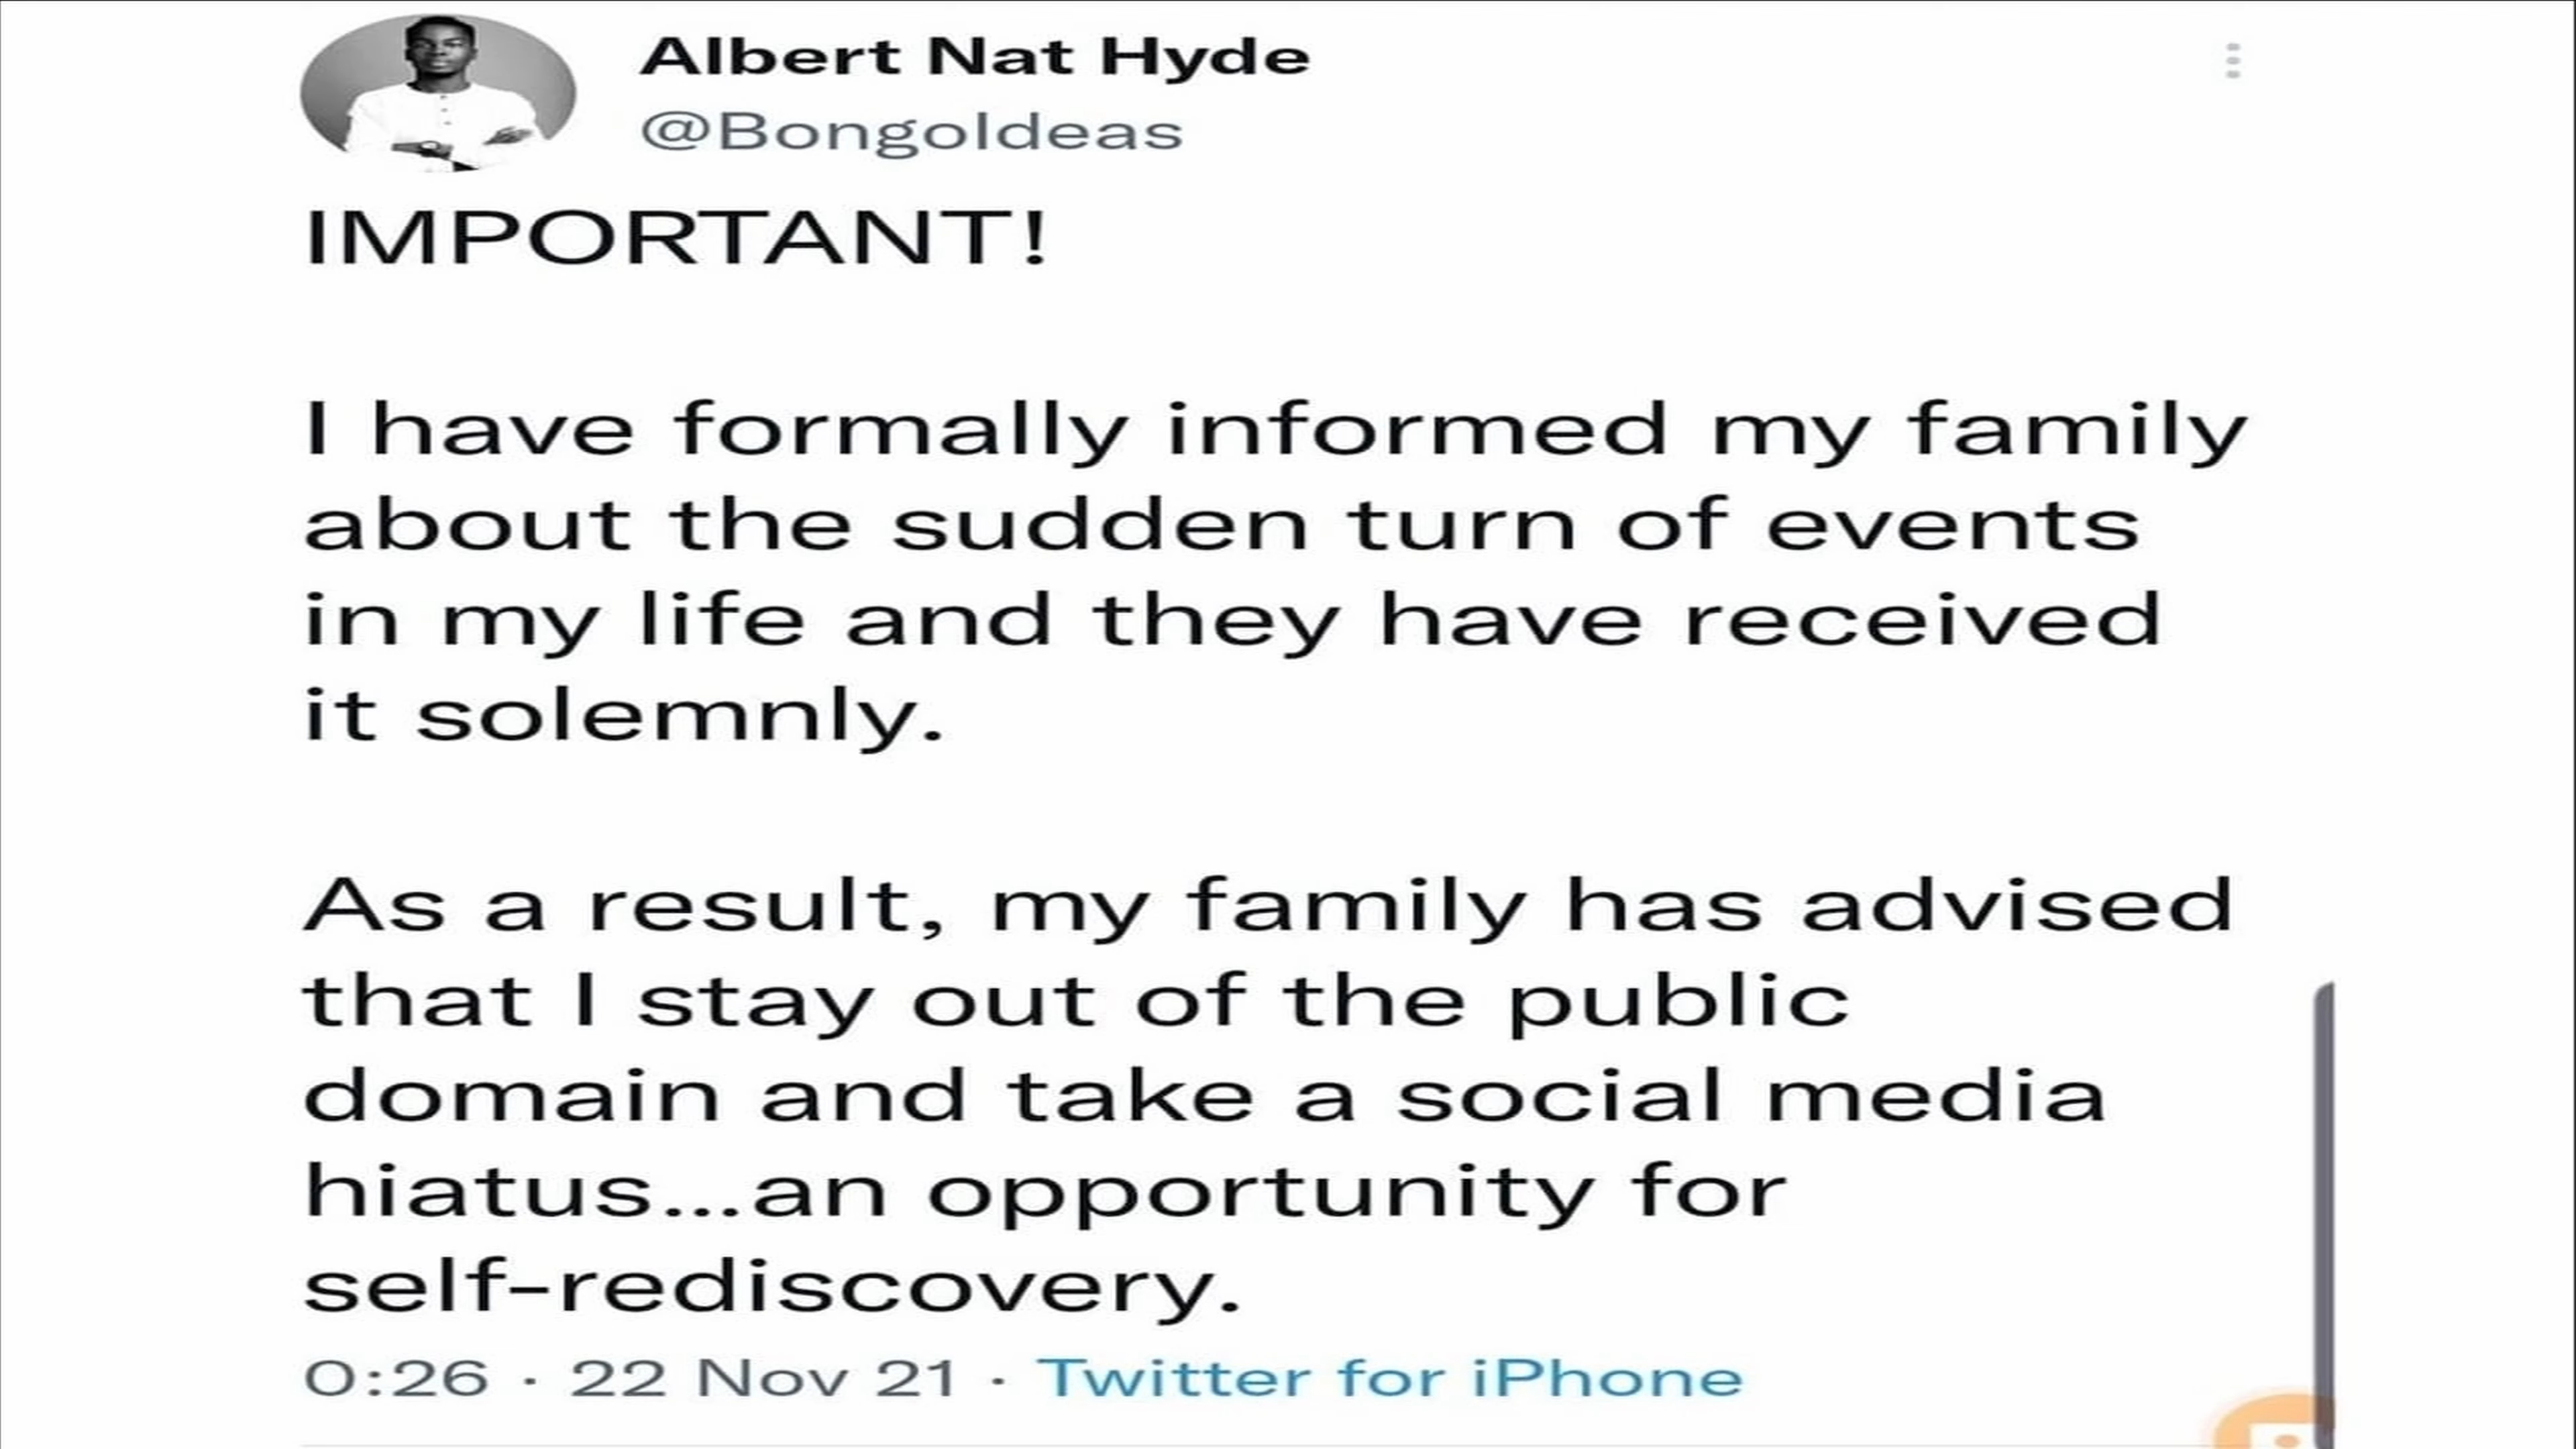 Albert Nat Hyde
@BongoIdeas
IMPORTANT!
I have formally informed my family
about the sudden turn of events
in my life and they have received
it solemnly.
As a result, my family has advised
that I stay out of the public
domain and take a social media
hiatus...an opportunity for
self-rediscovery.
0:26 · 22 Nov 21 · Twitter for iPhone